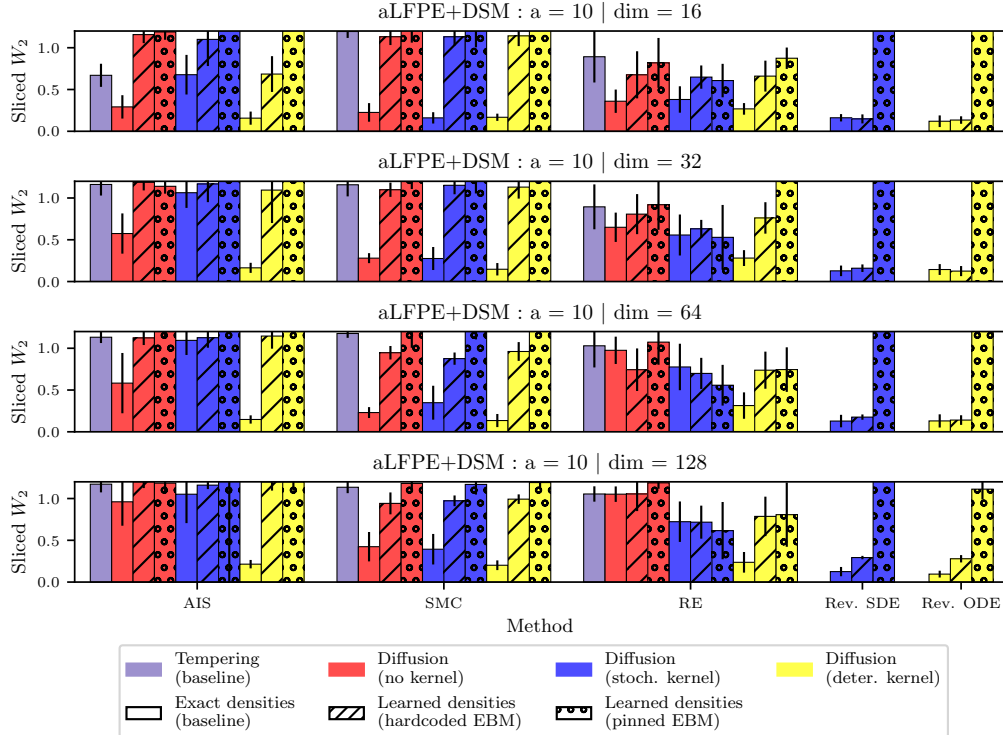 aLFPE+DSM : a = 10 | dim = 16
Sliced W2
1.0
0.5
0.0
aLFPE+DSM : a = 10 | dim = 32
Sliced W2
1.0
0.5
0.0
aLFPE+DSM : a = 10 | dim = 64
Sliced W2
1.0
0.5
0.0
aLFPE+DSM : a = 10 | dim = 128
Sliced W2
1.0
0.5
0.0
AIS SMC RE Rev. SDE Rev. ODE
Method
Tempering Diffusion Diffusion Diffusion
(baseline) (no kernel) (stoch. kernel) (deter. kernel)
Exact densities Learned densities Learned densities
(baseline) (hardcoded EBM) (pinned EBM)